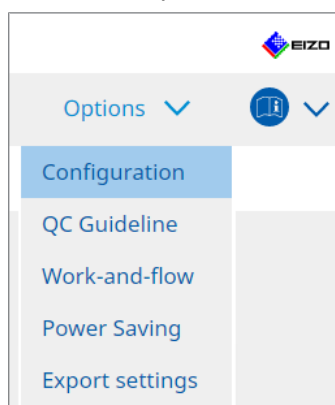 EIZO
Options
Configuration
QC Guideline
Work-and-flow
Power Saving
Export settings